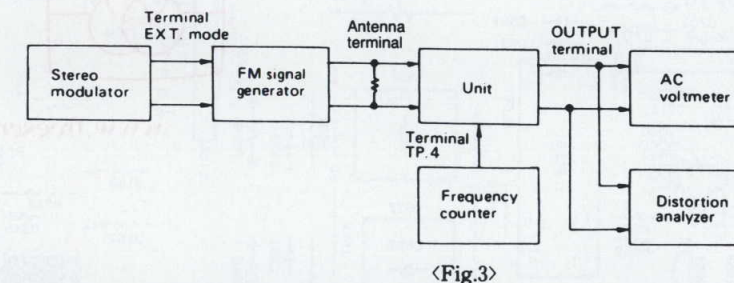 Terminal
EXT. mode
Antenna
terminal
OUTPUT
terminal
Stereo
modulator
FM signal
generator
Unit
AC
voltmeter
Terminal
TP.4
Frequency
counter
Distortion
analyzer
〈Fig.3〉